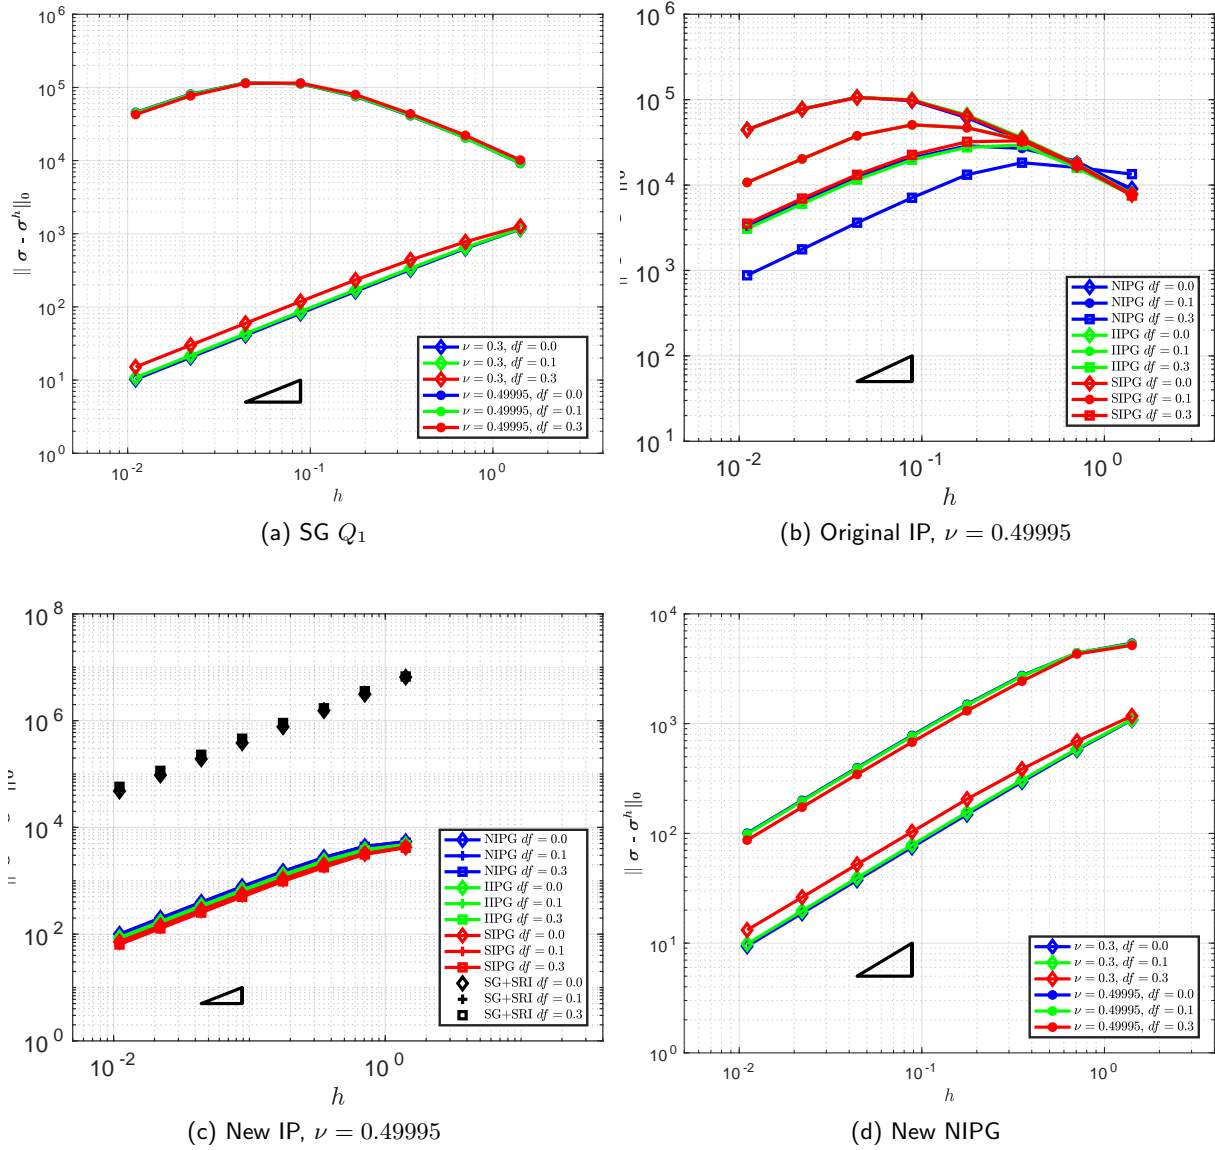 10^6
10^5
10^4
10^3
10^2
10^1
10^0
‖ σ - σ^h‖_0
10^-2
10^-1
10^0
h
ν = 0.3, df = 0.0
ν = 0.3, df = 0.1
ν = 0.3, df = 0.3
ν = 0.49995, df = 0.0
ν = 0.49995, df = 0.1
ν = 0.49995, df = 0.3
(a) SG Q_1
10^6
10^5
10^4
10^3
10^2
10^1
10^-2
10^-1
10^0
h
NIPG df = 0.0
NIPG df = 0.1
NIPG df = 0.3
IIPG df = 0.0
IIPG df = 0.1
IIPG df = 0.3
SIPG df = 0.0
SIPG df = 0.1
SIPG df = 0.3
(b) Original IP, ν = 0.49995
10^8
10^6
10^4
10^2
10^0
10^-2
10^0
h
NIPG df = 0.0
NIPG df = 0.1
NIPG df = 0.3
IIPG df = 0.0
IIPG df = 0.1
IIPG df = 0.3
SIPG df = 0.0
SIPG df = 0.1
SIPG df = 0.3
SG+SRI df = 0.0
SG+SRI df = 0.1
SG+SRI df = 0.3
(c) New IP, ν = 0.49995
10^4
10^3
10^2
10^1
10^0
‖ σ - σ^h‖_0
10^-2
10^-1
10^0
h
ν = 0.3, df = 0.0
ν = 0.3, df = 0.1
ν = 0.3, df = 0.3
ν = 0.49995, df = 0.0
ν = 0.49995, df = 0.1
ν = 0.49995, df = 0.3
(d) New NIPG